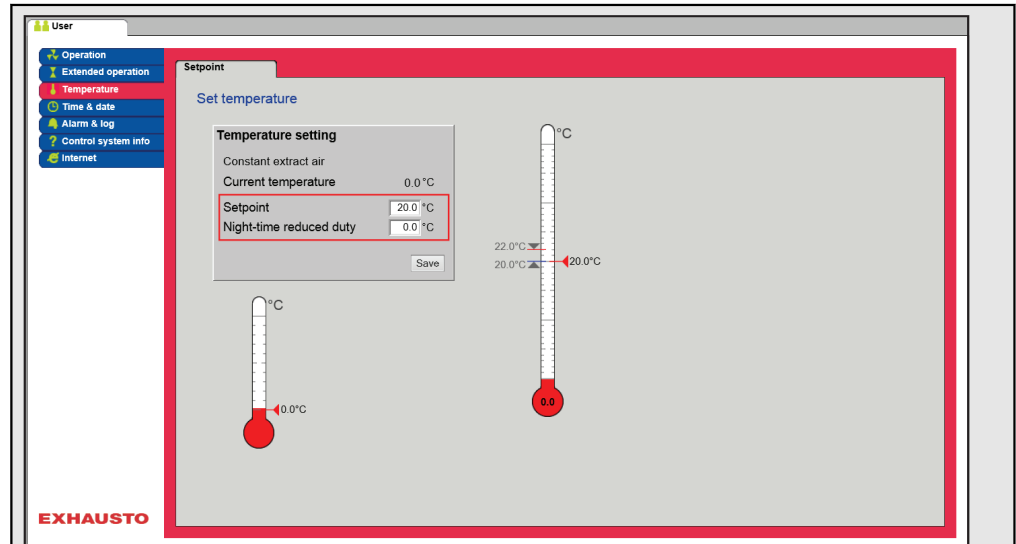 User
Operation
Extended operation
Temperature
Time & date
Alarm & log
Control system info
Internet
Setpoint
Set temperature
Temperature setting
Constant extract air
Current temperature 0.0 °C
Setpoint 20.0 °C
Night-time reduced duty 0.0 °C
Save
°C
22.0°C
20.0°C
20.0°C
0.0
°C
0.0°C
EXHAUSTO